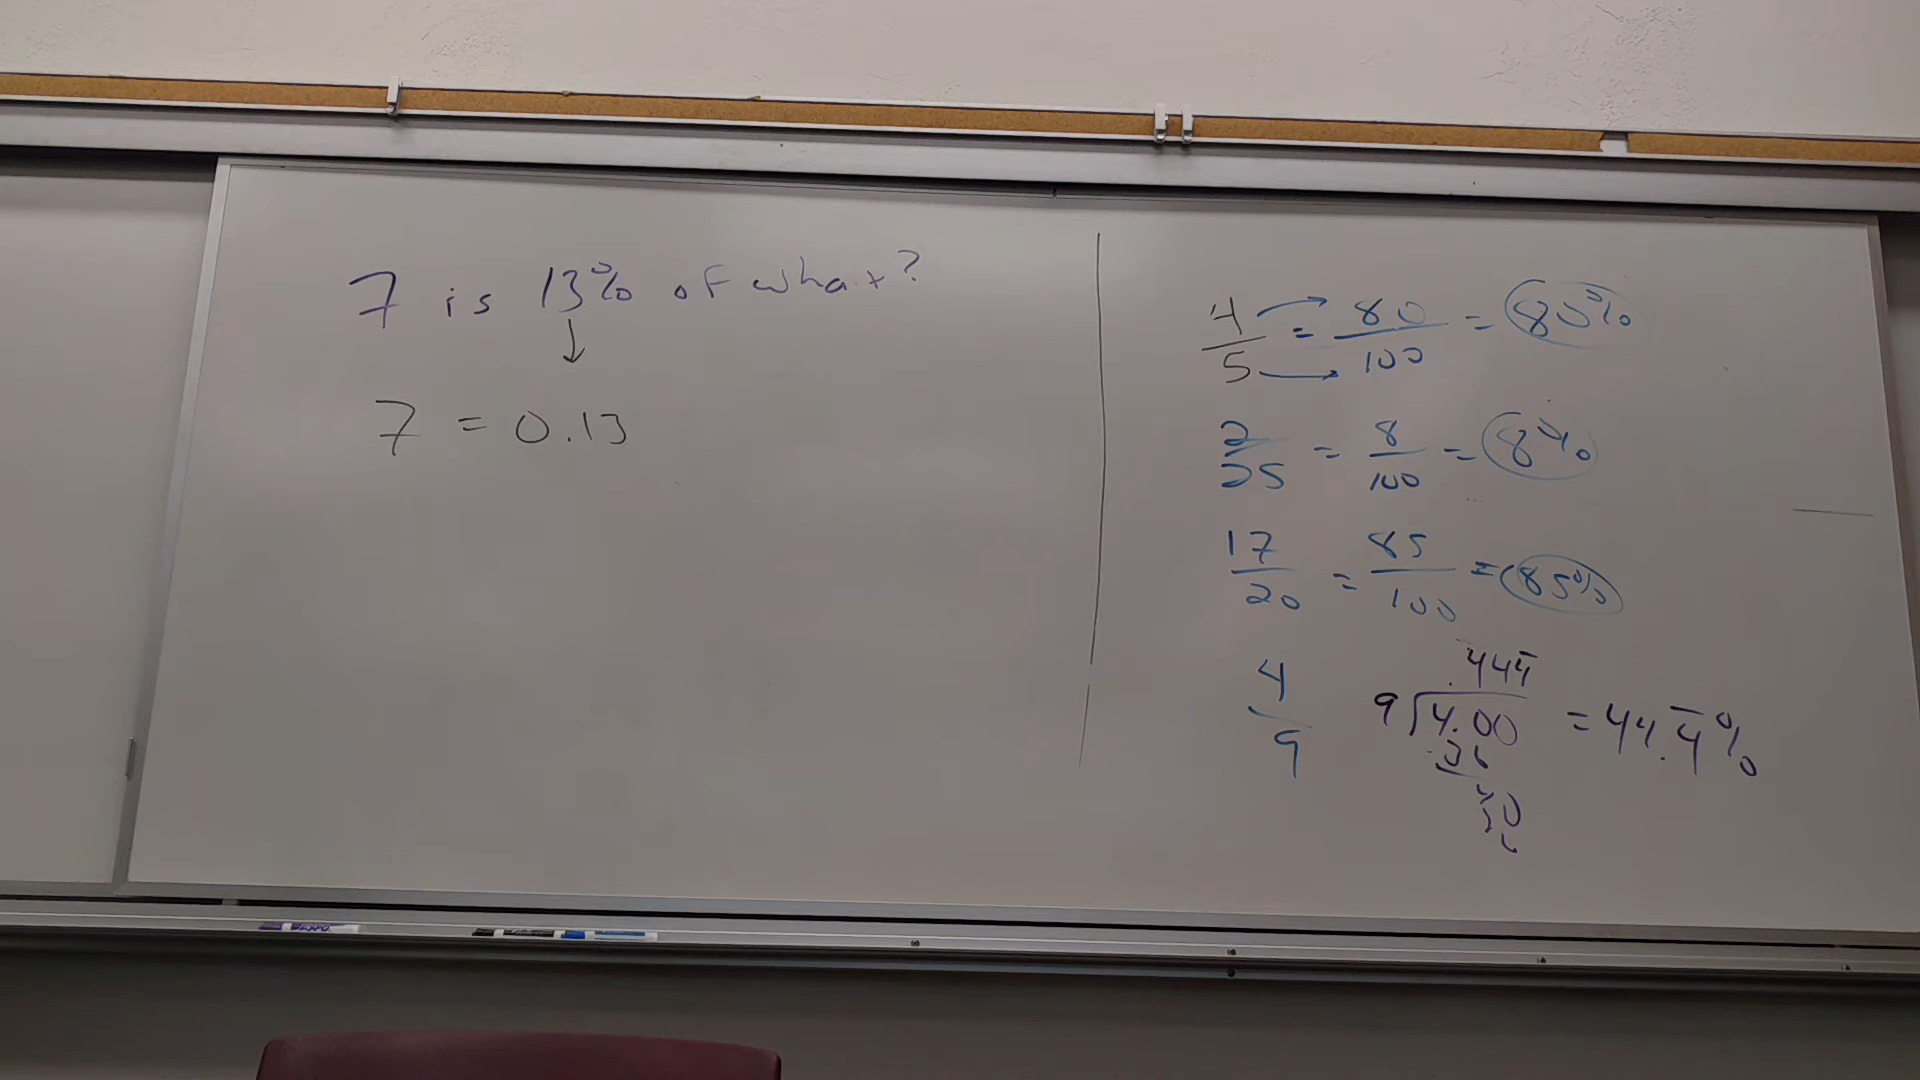 7 is 13% of what?
↓
7 = 0.13
4/5 = 80/100 = 80%
2/25 = 8/100 = 8%
17/20 = 85/100 = 85%
.444̅
4/9 9⟌4.00 = 44.4̅%
-36
40
36